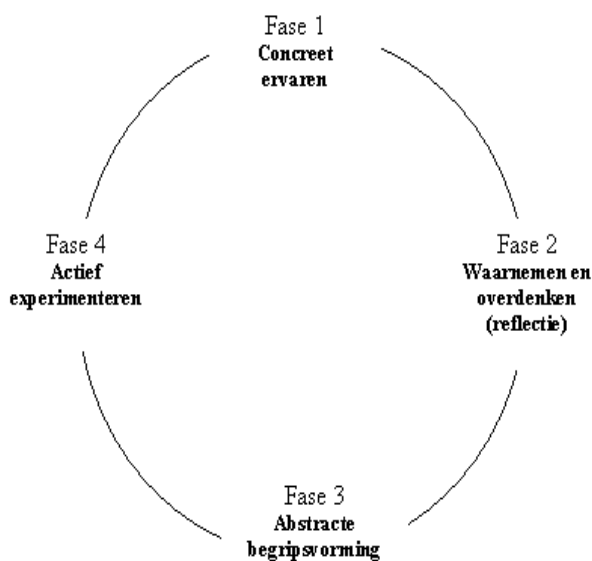 Fase 1
Concreet
ervaren
Fase 2
Waarnemen en
overdenken
(reflectie)
Fase 3
Abstracte
begripsvorming
Fase 4
Actief
experimenteren